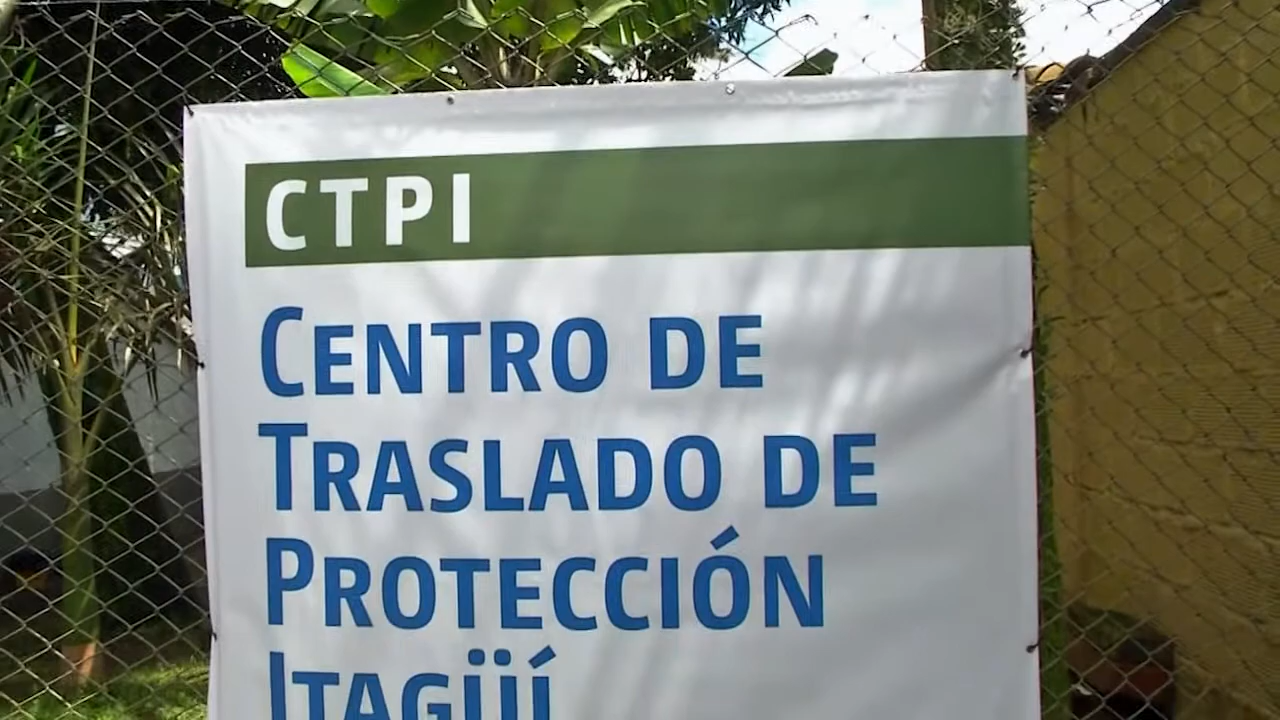 CTPI
CENTRO DE
TRASLADO DE
PROTECCIÓN
ITAGÜÍ